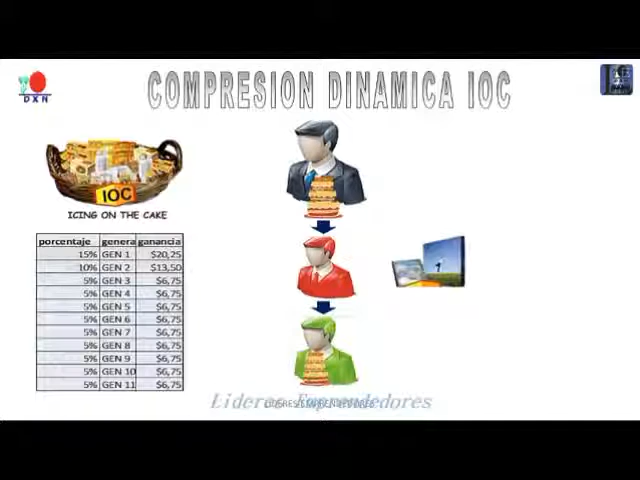 COMPRESION DINAMICA IOC
DXN
IOC
ICING ON THE CAKE
porcentaje genera ganancia
15% GEN 1 $20,25
10% GEN 2 $13,50
5% GEN 3 $6,75
5% GEN 4 $6,75
5% GEN 5 $6,75
5% GEN 6 $6,75
5% GEN 7 $6,75
5% GEN 8 $6,75
5% GEN 9 $6,75
5% GEN 10 $6,75
5% GEN 11 $6,75
Lideres Emprendedores
LIDERES EMPRENDEDORES